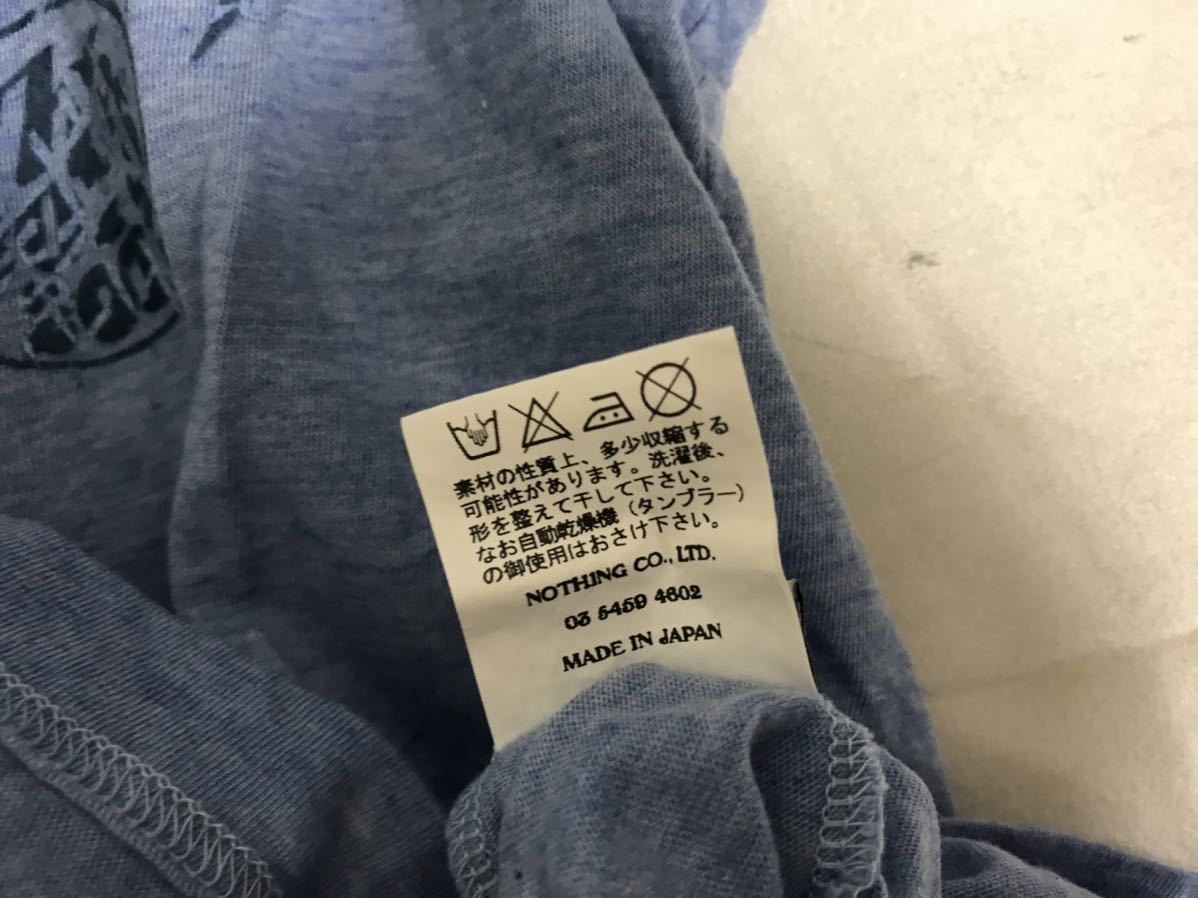 素材の性質上、多少収縮する
可能性があります。洗濯後、
形を整えて干して下さい。
なお自動乾燥機（タンブラー）
の御使用はおさけ下さい。
NOTHING CO., LTD.
03 5459 4602
MADE IN JAPAN